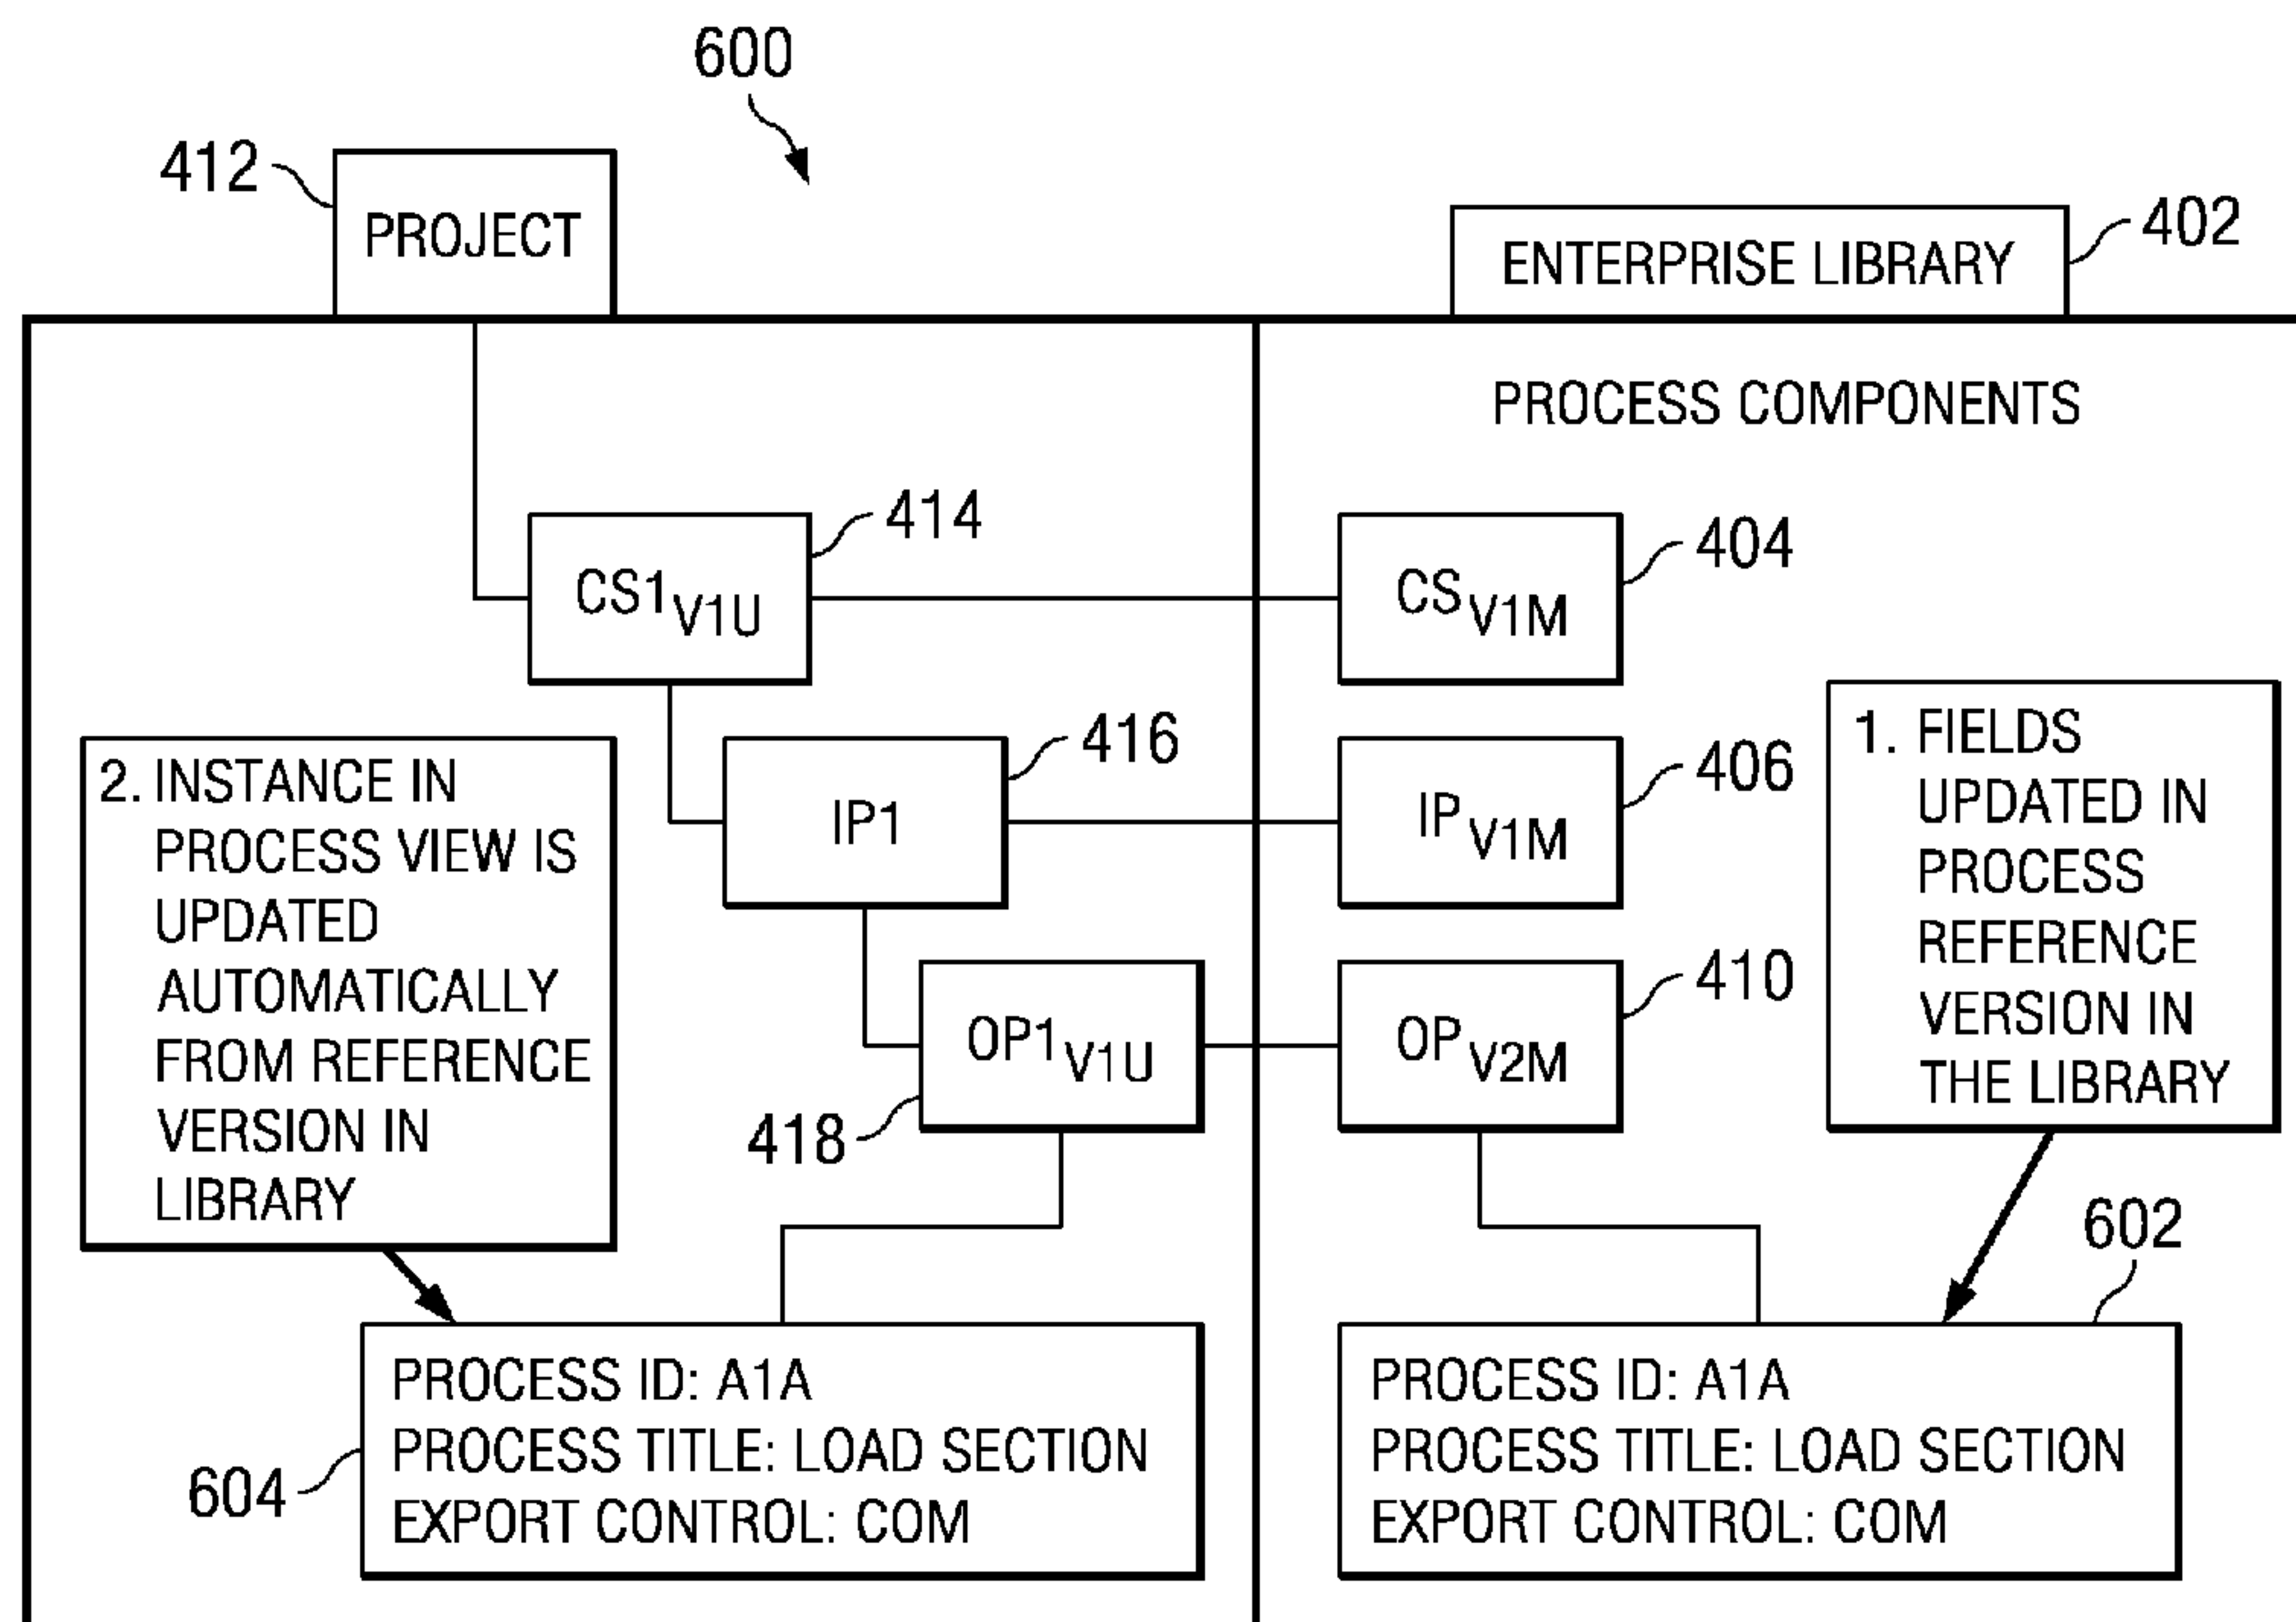 600
412
PROJECT
ENTERPRISE LIBRARY
402
PROCESS COMPONENTS
CS1V1U
414
CSV1M
404
2. INSTANCE IN
PROCESS VIEW IS
UPDATED
AUTOMATICALLY
FROM REFERENCE
VERSION IN
LIBRARY
IP1
416
IPV1M
406
1. FIELDS
UPDATED IN
PROCESS
REFERENCE
VERSION IN
THE LIBRARY
OP1V1U
418
OPV2M
410
602
PROCESS ID: A1A
PROCESS TITLE: LOAD SECTION
EXPORT CONTROL: COM
604
PROCESS ID: A1A
PROCESS TITLE: LOAD SECTION
EXPORT CONTROL: COM